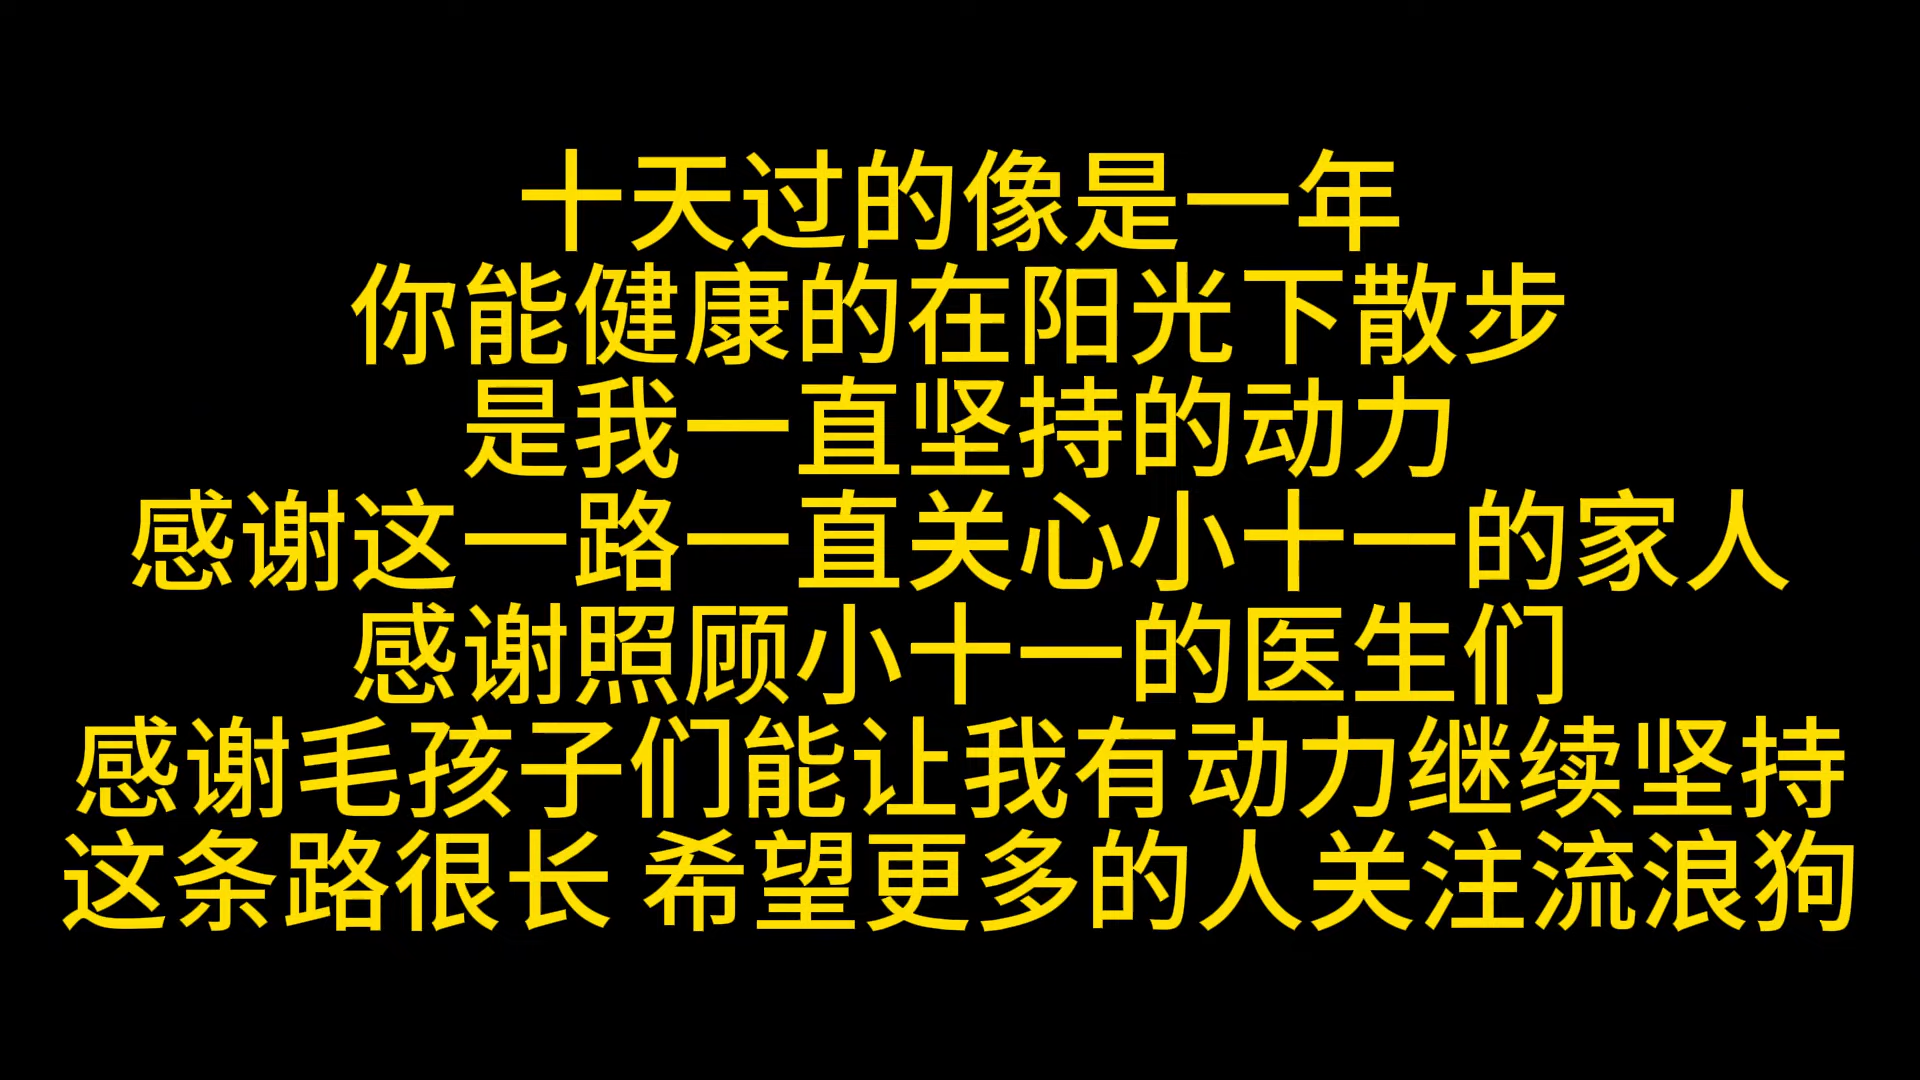 十天过的像是一年
你能健康的在阳光下散步
是我一直坚持的动力
感谢这一路一直关心小十一的家人
感谢照顾小十一的医生们
感谢毛孩子们能让我有动力继续坚持
这条路很长 希望更多的人关注流浪狗